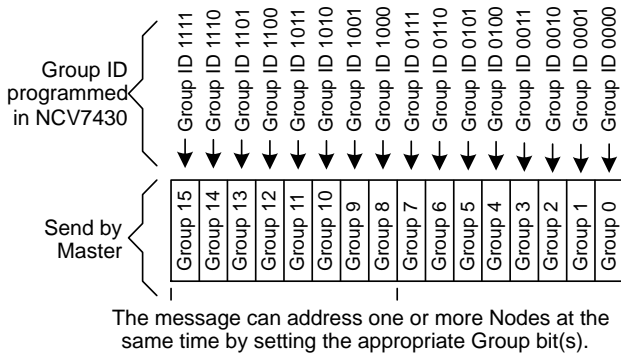 Group ID
programmed
in NCV7430
Group ID 1111
Group ID 1110
Group ID 1101
Group ID 1100
Group ID 1011
Group ID 1010
Group ID 1001
Group ID 1000
Group ID 0111
Group ID 0110
Group ID 0101
Group ID 0100
Group ID 0011
Group ID 0010
Group ID 0001
Group ID 0000
Send by
Master
Group 15
Group 14
Group 13
Group 12
Group 11
Group 10
Group 9
Group 8
Group 7
Group 6
Group 5
Group 4
Group 3
Group 2
Group 1
Group 0
The message can address one or more Nodes at the
same time by setting the appropriate Group bit(s).